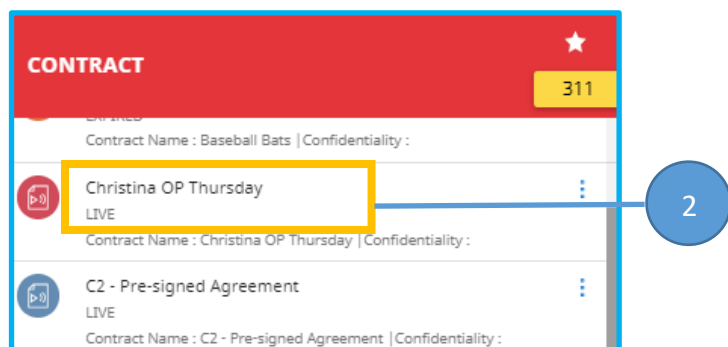 CONTRACT
311
EXPIRED
Contract Name : Baseball Bats | Confidentiality :
Christina OP Thursday
LIVE
Contract Name : Christina OP Thursday | Confidentiality :
2
C2 - Pre-signed Agreement
LIVE
Contract Name : C2 - Pre-signed Agreement | Confidentiality :